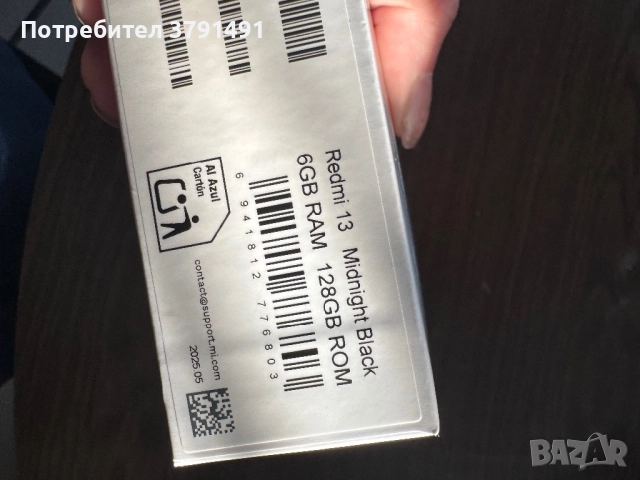 Потребител 3791491
Redmi 13 Midnight Black
6GB RAM 128GB ROM
6 941812 776803
Al Azul
Cartón
contact@support.mi.com
2025 05
BAZAR